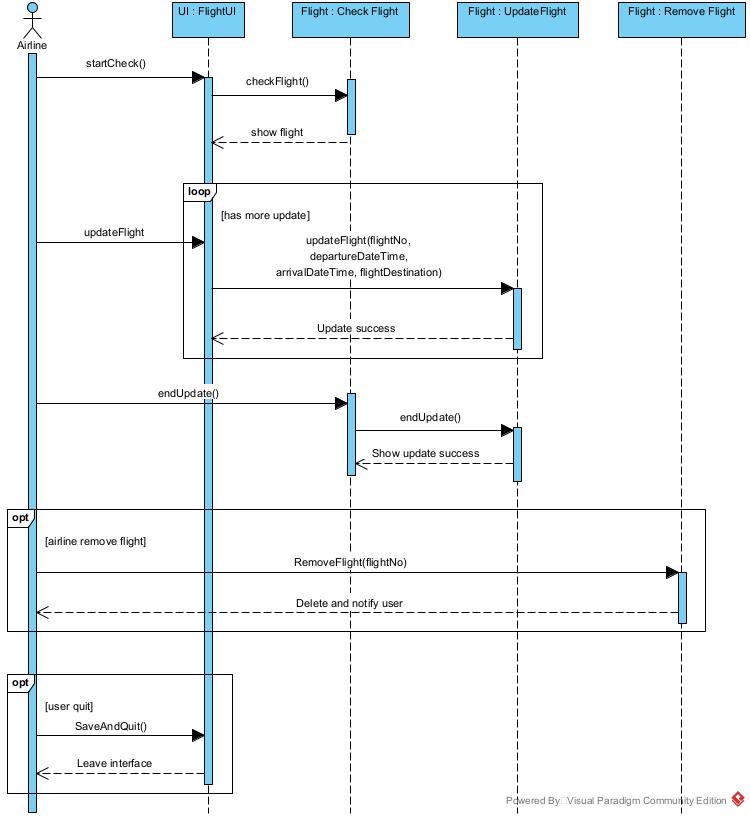 UI : FlightUI
Flight : Check Flight
Flight : UpdateFlight
Flight : Remove Flight
Airline
startCheck()
checkFlight()
show flight
loop
[has more update]
updateFlight
updateFlight(flightNo,
departureDateTime,
arrivalDateTime, flightDestination)
Update success
endUpdate()
endUpdate()
Show update success
opt
[airline remove flight]
RemoveFlight(flightNo)
Delete and notify user
opt
[user quit]
SaveAndQuit()
Leave interface
Powered By Visual Paradigm Community Edition